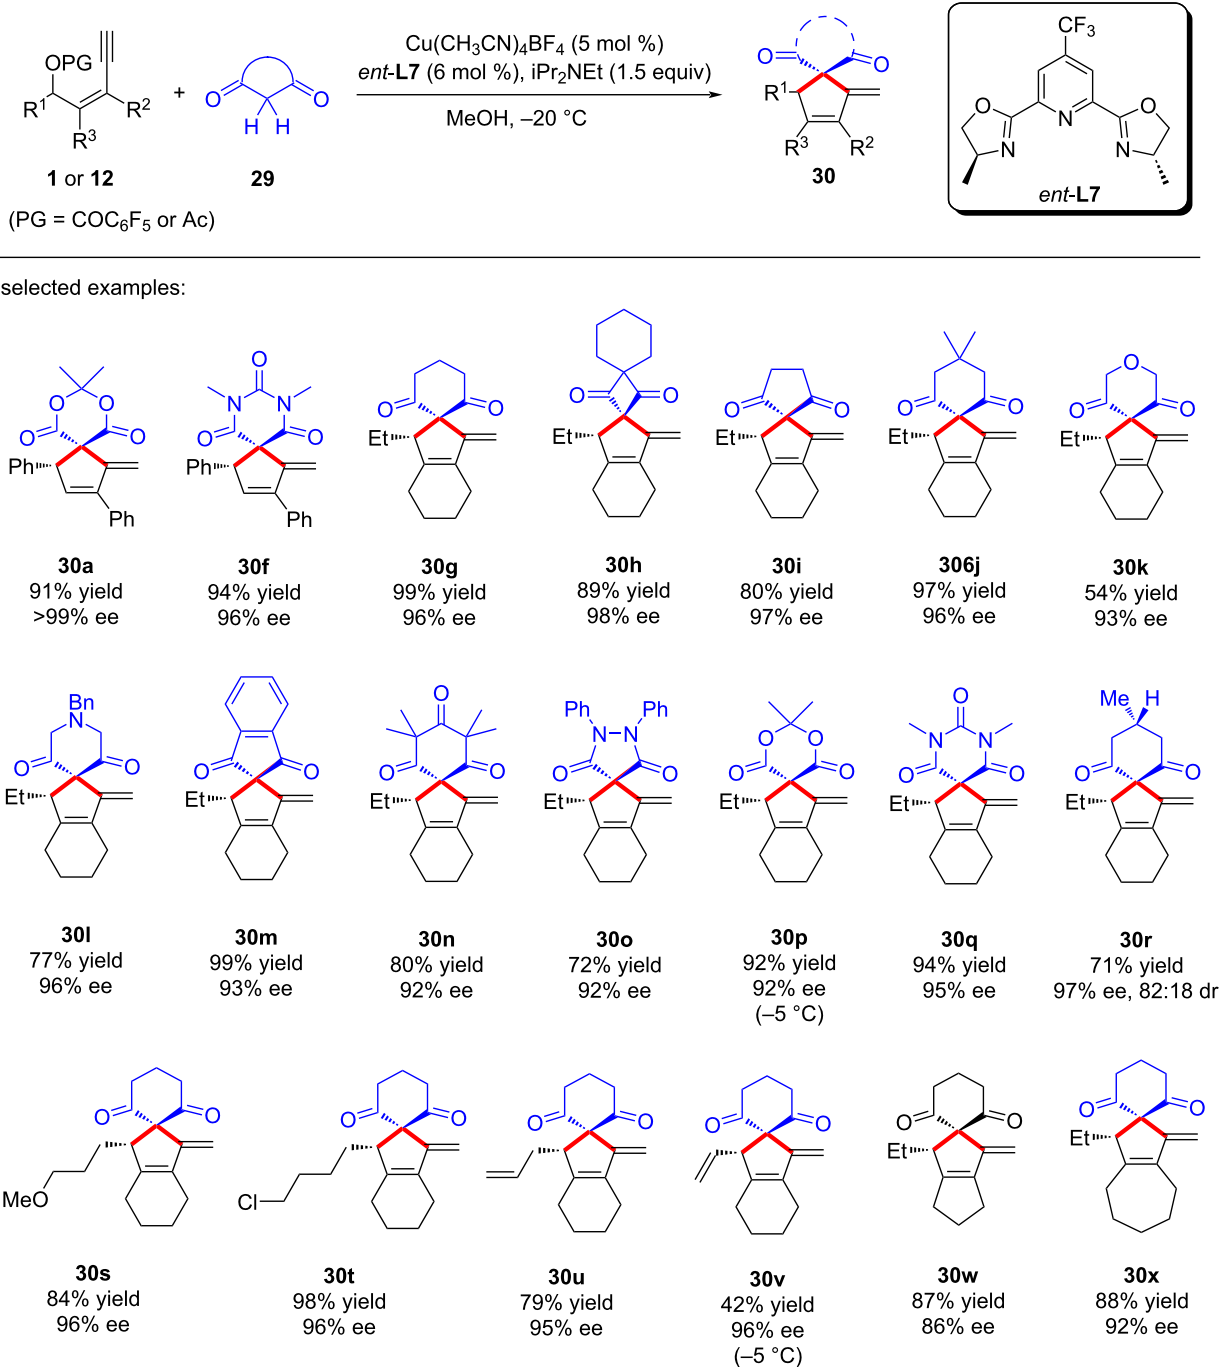 OPG
R1
R2
R3
1 or 12
(PG = COC6F5 or Ac)
+
O
O
H H
29
Cu(CH3CN)4BF4 (5 mol %)
ent-L7 (6 mol %), iPr2NEt (1.5 equiv)
MeOH, –20 °C
O
O
R1
R3
R2
30
CF3
O
O
N
N
N
ent-L7
selected examples:
O O
O O
Ph
Ph
30a
91% yield
>99% ee
O
N N
O O
Ph
Ph
30f
94% yield
96% ee
O O
Et
30g
99% yield
96% ee
O O
Et
30h
89% yield
98% ee
O O
Et
30i
80% yield
97% ee
O O
Et
306j
97% yield
96% ee
O
O O
Et
30k
54% yield
93% ee
Bn
N
O O
Et
30l
77% yield
96% ee
O O
Et
30m
99% yield
93% ee
O
O O
Et
30n
80% yield
92% ee
Ph Ph
N N
O O
Et
30o
72% yield
92% ee
O O
O O
Et
30p
92% yield
92% ee
(–5 °C)
O
N N
O O
Et
30q
94% yield
95% ee
Me H
O O
Et
30r
71% yield
97% ee, 82:18 dr
O O
MeO
30s
84% yield
96% ee
O O
Cl
30t
98% yield
96% ee
O O
30u
79% yield
95% ee
O O
30v
42% yield
96% ee
(–5 °C)
O O
Et
30w
87% yield
86% ee
O O
Et
30x
88% yield
92% ee